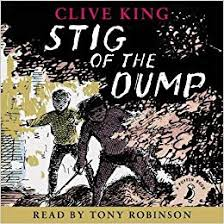 CLIVE KING
STIG
OF THE
DUMP
READ BY TONY ROBINSON